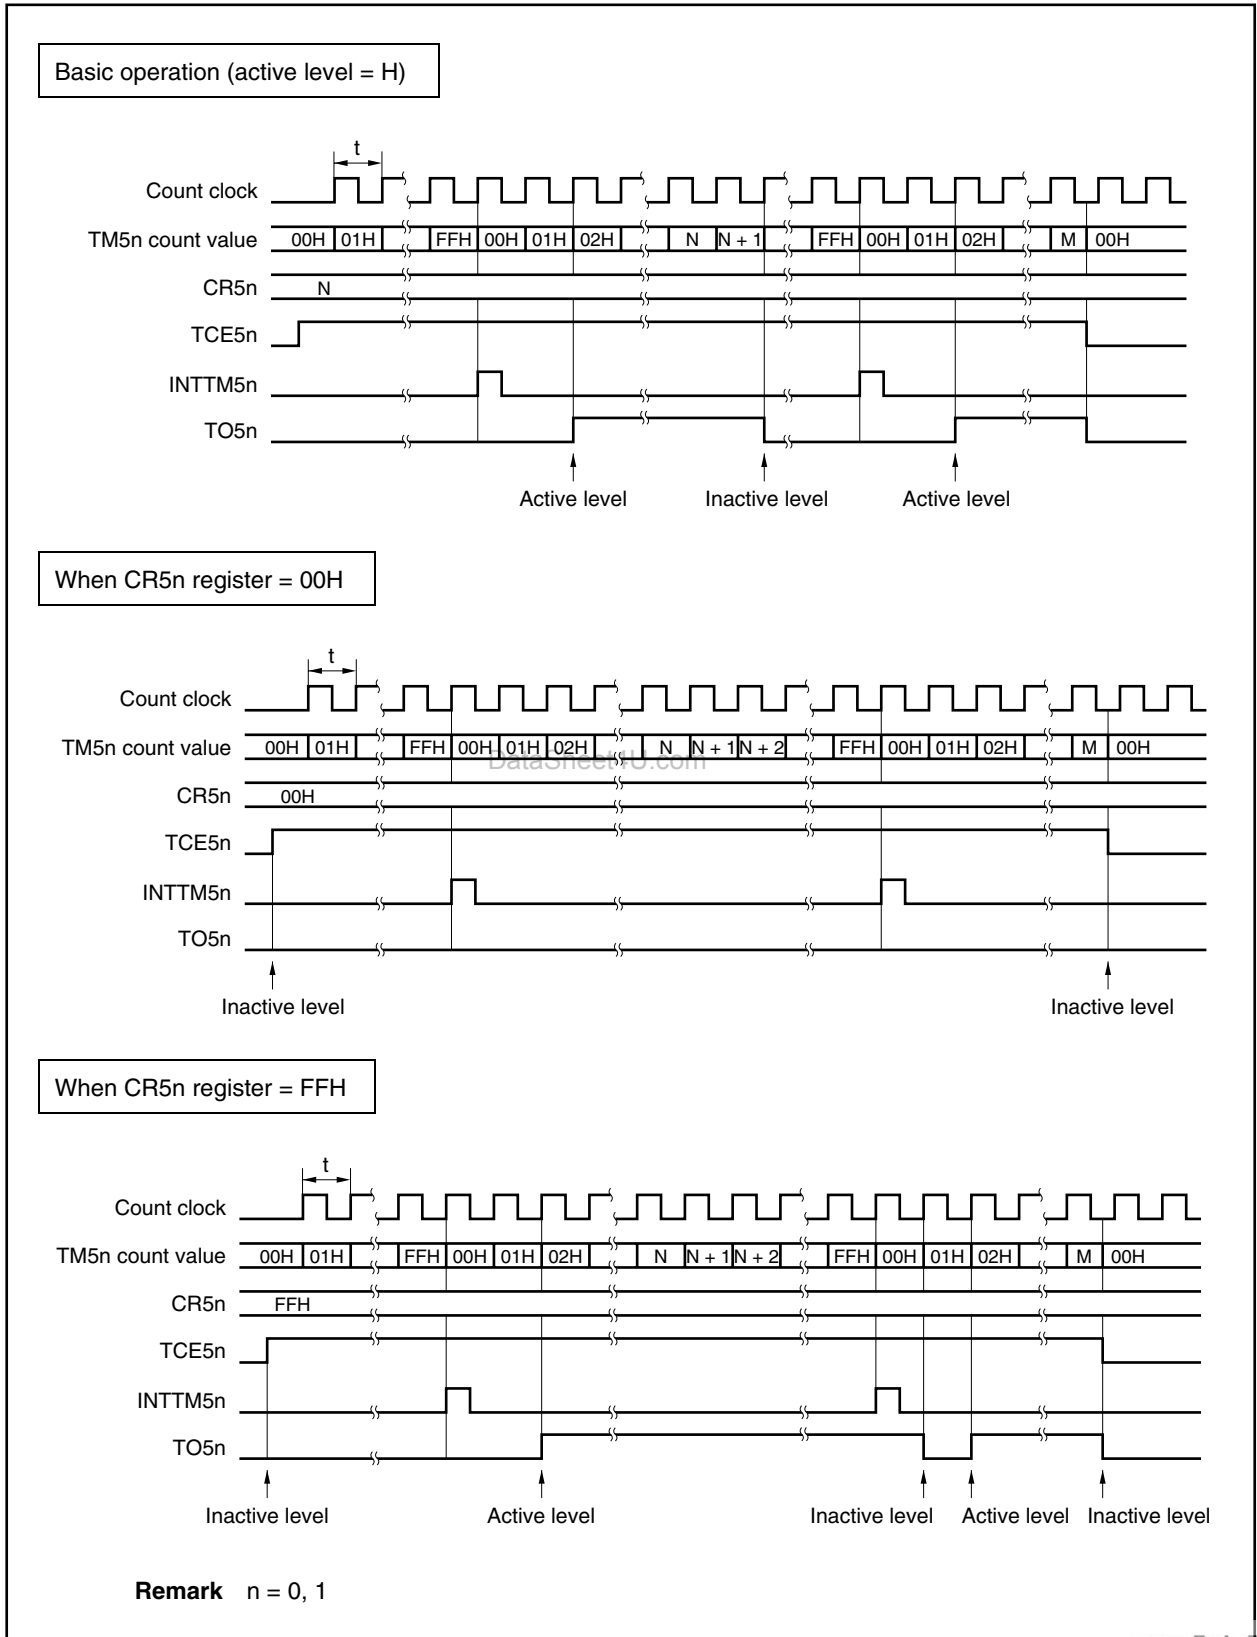 Basic operation (active level = H)
t
Count clock
TM5n count value 00H 01H FFH 00H 01H 02H N N + 1 FFH 00H 01H 02H M 00H
CR5n N
TCE5n
INTTM5n
TO5n
Active level Inactive level Active level
When CR5n register = 00H
t
Count clock
TM5n count value 00H 01H FFH 00H 01H 02H N N + 1 N + 2 FFH 00H 01H 02H M 00H
DataSheet4U.com
CR5n 00H
TCE5n
INTTM5n
TO5n
Inactive level Inactive level
When CR5n register = FFH
t
Count clock
TM5n count value 00H 01H FFH 00H 01H 02H N N + 1 N + 2 FFH 00H 01H 02H M 00H
CR5n FFH
TCE5n
INTTM5n
TO5n
Inactive level Active level Inactive level Active level Inactive level
Remark n = 0, 1